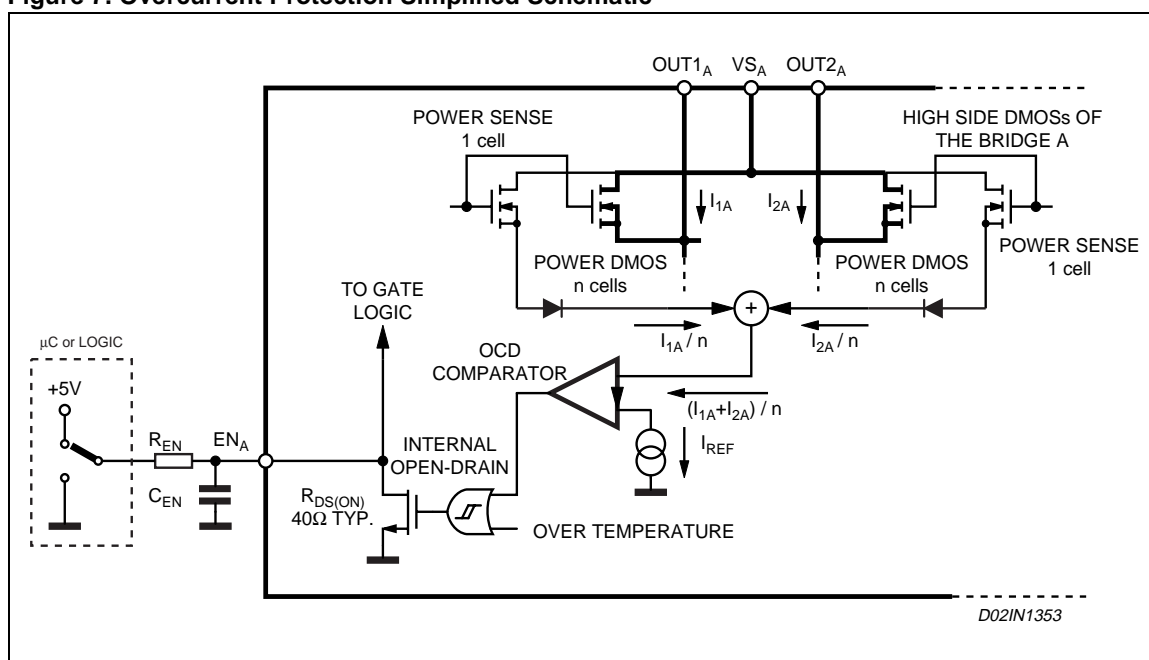 Figure 7. Overcurrent Protection Simplified Schematic
OUT1A VSA OUT2A
POWER SENSE
1 cell
HIGH SIDE DMOSs OF
THE BRIDGE A
I1A
I2A
POWER DMOS
n cells
POWER DMOS
n cells
POWER SENSE
1 cell
TO GATE
LOGIC
+
I1A / n
I2A / n
µC or LOGIC
OCD
COMPARATOR
+5V
(I1A+I2A) / n
REN
ENA
INTERNAL
OPEN-DRAIN
IREF
CEN
RDS(ON)
40Ω TYP.
OVER TEMPERATURE
D02IN1353